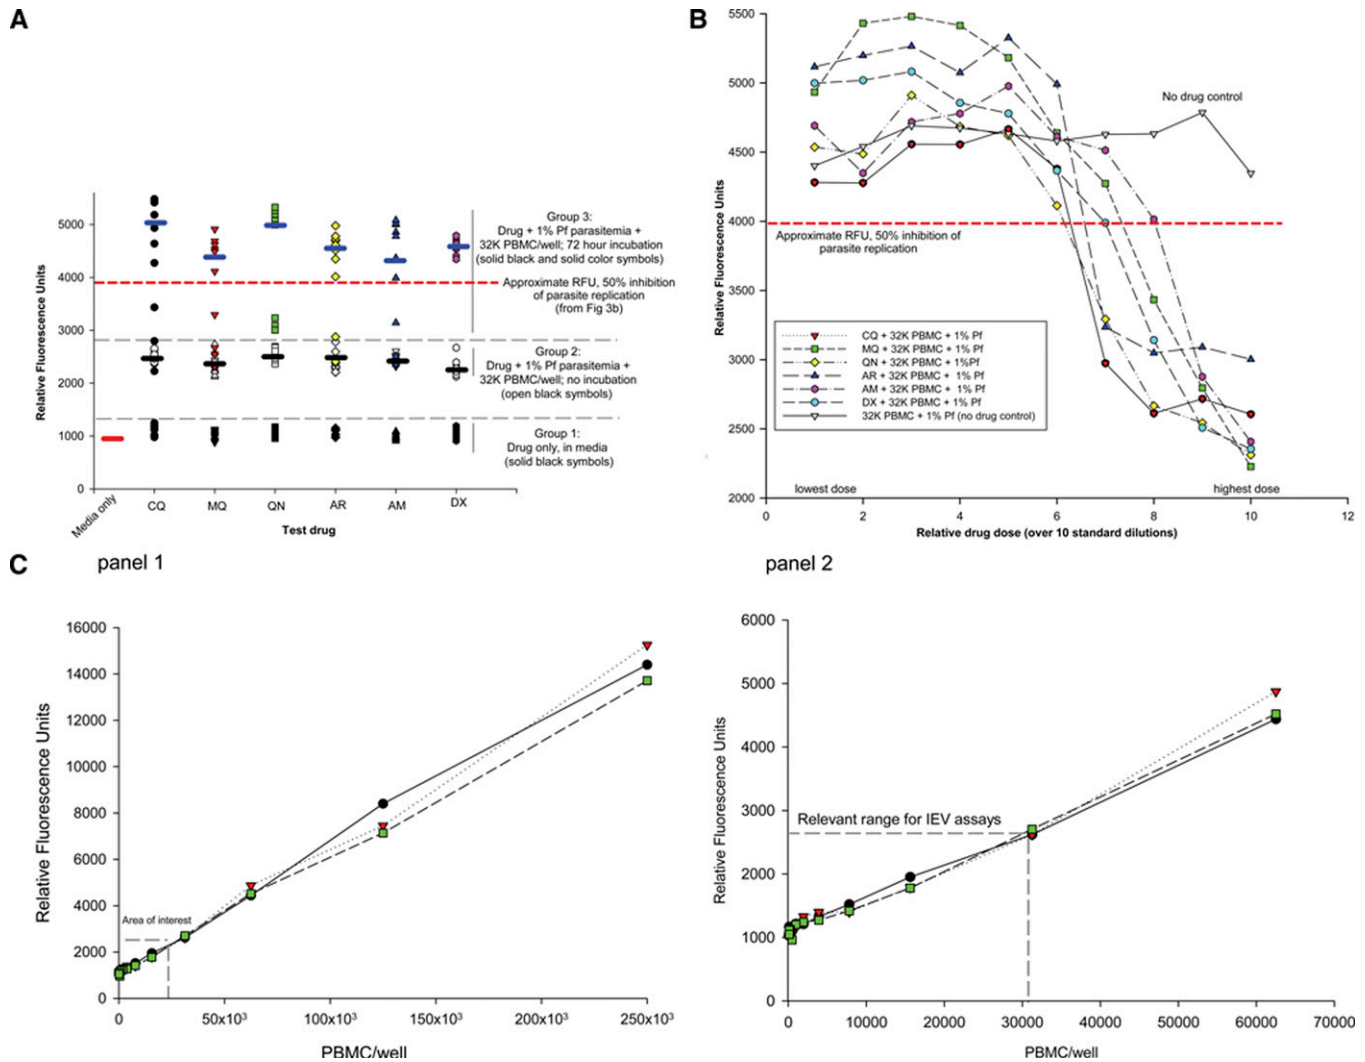 A
Relative Fluorescence Units
5000
4000
3000
2000
1000
0
Group 3:
Drug + 1% Pf parasitemia +
32K PBMC/well; 72 hour incubation
(solid black and solid color symbols)
Approximate RFU, 50% inhibition
of parasite replication
(from Fig 3b)
Group 2:
Drug + 1% Pf parasitemia +
32K PBMC/well; no incubation
(open black symbols)
Group 1:
Drug only, in media
(solid black symbols)
Media only
CQ
MQ
QN
AR
AM
DX
Test drug
B
Relative Fluorescence Units
5500
5000
4500
4000
3500
3000
2500
2000
No drug control
Approximate RFU, 50% inhibition of
parasite replication
CQ + 32K PBMC + 1% Pf
MQ + 32K PBMC + 1% Pf
QN + 32K PBMC + 1%Pf
AR + 32K PBMC + 1% Pf
AM + 32K PBMC + 1% Pf
DX + 32K PBMC + 1% Pf
32K PBMC + 1% Pf (no drug control)
lowest dose
highest dose
0
2
4
6
8
10
12
Relative drug dose (over 10 standard dilutions)
C
panel 1
Relative Fluorescence Units
16000
14000
12000
10000
8000
6000
4000
2000
0
Area of interest
0
50x10³
100x10³
150x10³
200x10³
250x10³
PBMC/well
panel 2
Relative Fluorescence Units
6000
5000
4000
3000
2000
1000
0
Relevant range for IEV assays
0
10000
20000
30000
40000
50000
60000
70000
PBMC/well